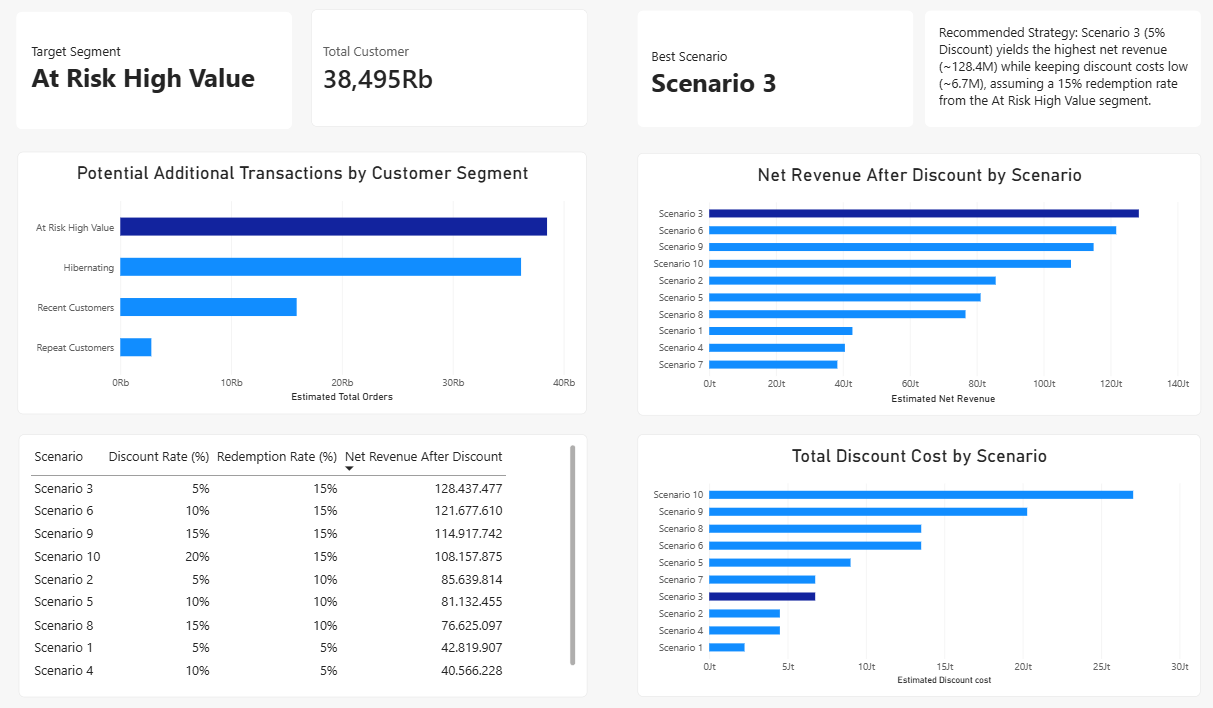 Target Segment
At Risk High Value
Total Customer
38,495Rb
Best Scenario
Scenario 3
Recommended Strategy: Scenario 3 (5%
Discount) yields the highest net revenue
(~128.4M) while keeping discount costs low
(~6.7M), assuming a 15% redemption rate
from the At Risk High Value segment.
Potential Additional Transactions by Customer Segment
At Risk High Value
Hibernating
Recent Customers
Repeat Customers
0Rb 10Rb 20Rb 30Rb 40Rb
Estimated Total Orders
Net Revenue After Discount by Scenario
Scenario 3
Scenario 6
Scenario 9
Scenario 10
Scenario 2
Scenario 5
Scenario 8
Scenario 1
Scenario 4
Scenario 7
0Jt 20Jt 40Jt 60Jt 80Jt 100Jt 120Jt 140Jt
Estimated Net Revenue
Scenario Discount Rate (%) Redemption Rate (%) Net Revenue After Discount
Scenario 3 5% 15% 128.437.477
Scenario 6 10% 15% 121.677.610
Scenario 9 15% 15% 114.917.742
Scenario 10 20% 15% 108.157.875
Scenario 2 5% 10% 85.639.814
Scenario 5 10% 10% 81.132.455
Scenario 8 15% 10% 76.625.097
Scenario 1 5% 5% 42.819.907
Scenario 4 10% 5% 40.566.228
Total Discount Cost by Scenario
Scenario 10
Scenario 9
Scenario 8
Scenario 6
Scenario 5
Scenario 7
Scenario 3
Scenario 2
Scenario 4
Scenario 1
0Jt 5Jt 10Jt 15Jt 20Jt 25Jt 30Jt
Estimated Discount cost